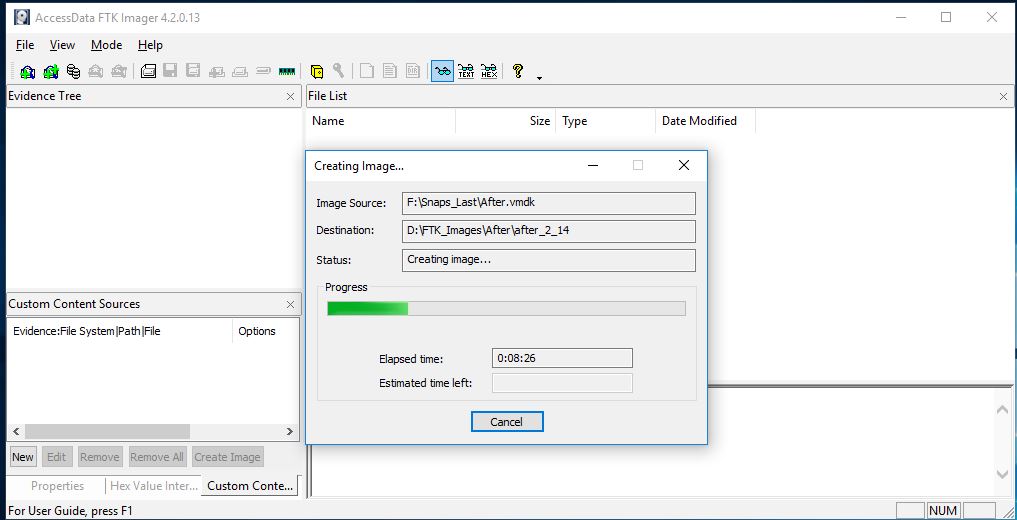 AccessData FTK Imager 4.2.0.13
File View Mode Help
TEXT HEX
Evidence Tree
File List
Name Size Type Date Modified
Creating Image...
Image Source: F:\Snaps_Last\After.vmdk
Destination: D:\FTK_Images\After\after_2_14
Status: Creating image...
Progress
Elapsed time: 0:08:26
Estimated time left:
Cancel
Custom Content Sources
Evidence:File System|Path|File Options
New Edit Remove Remove All Create Image
Properties Hex Value Inter... Custom Conte...
For User Guide, press F1
NUM